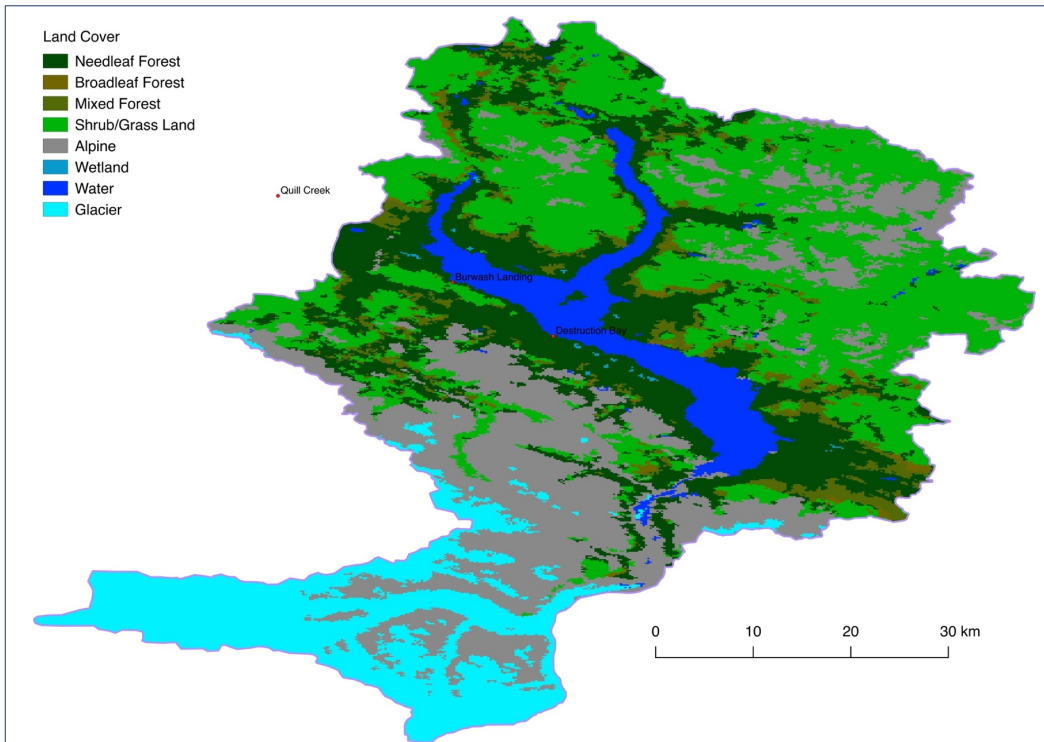 Land Cover
Needleaf Forest
Broadleaf Forest
Mixed Forest
Shrub/Grass Land
Alpine
Wetland
Water
Glacier
Quill Creek
Burwash Landing
Destruction Bay
0 10 20 30 km